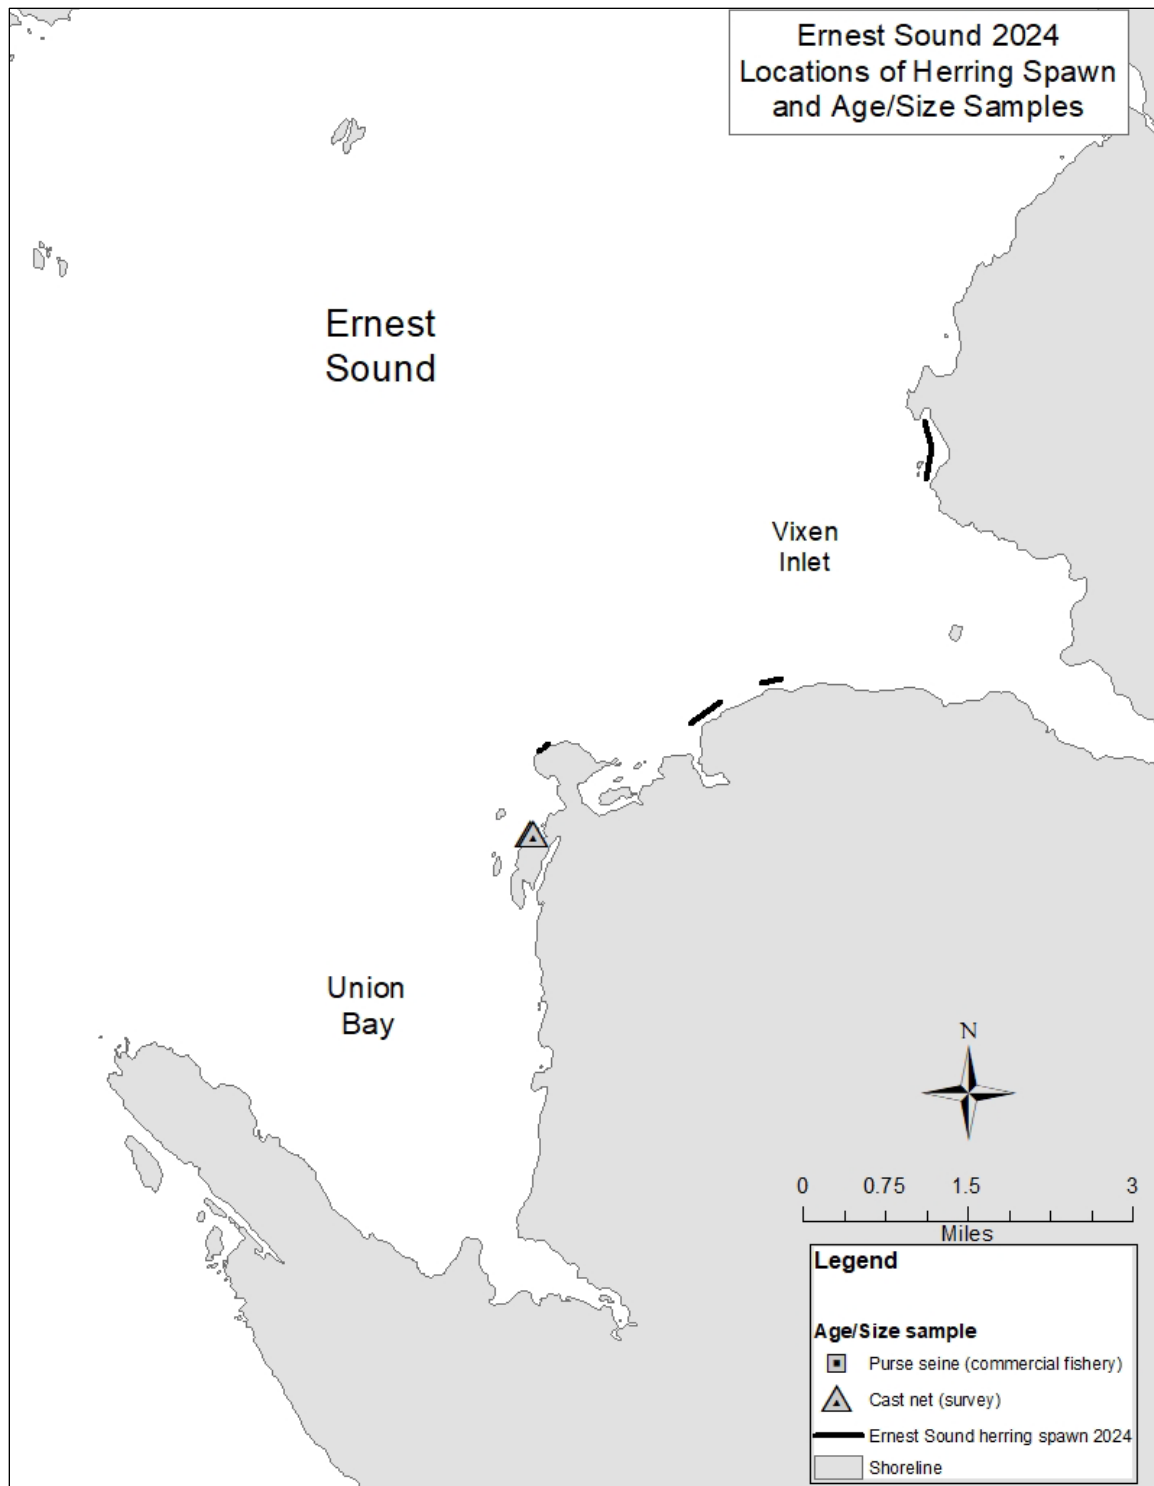 Ernest Sound 2024
Locations of Herring Spawn
and Age/Size Samples
Ernest
Sound
Vixen
Inlet
Union
Bay
N
0 0.75 1.5 3
Miles
Legend
Age/Size sample
Purse seine (commercial fishery)
Cast net (survey)
Ernest Sound herring spawn 2024
Shoreline